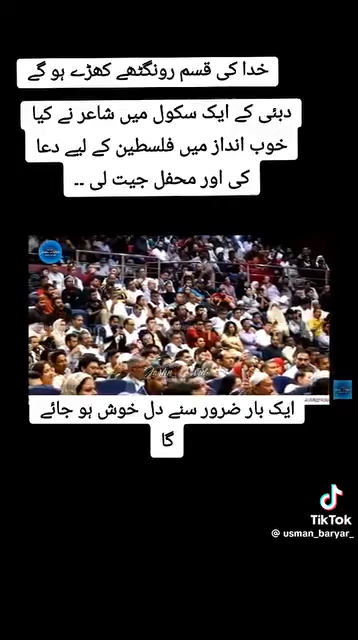 خدا کی قسم رونگٹھے کھڑے ہو گے
دبئی کے ایک سکول میں شاعر نے کیا
خوب انداز میں فلسطین کے لیے دعا
کی اور محفل جیت لی ۔۔
ایک بار ضرور سنے دل خوش ہو جائے
گا
TikTok
@usman_baryar_